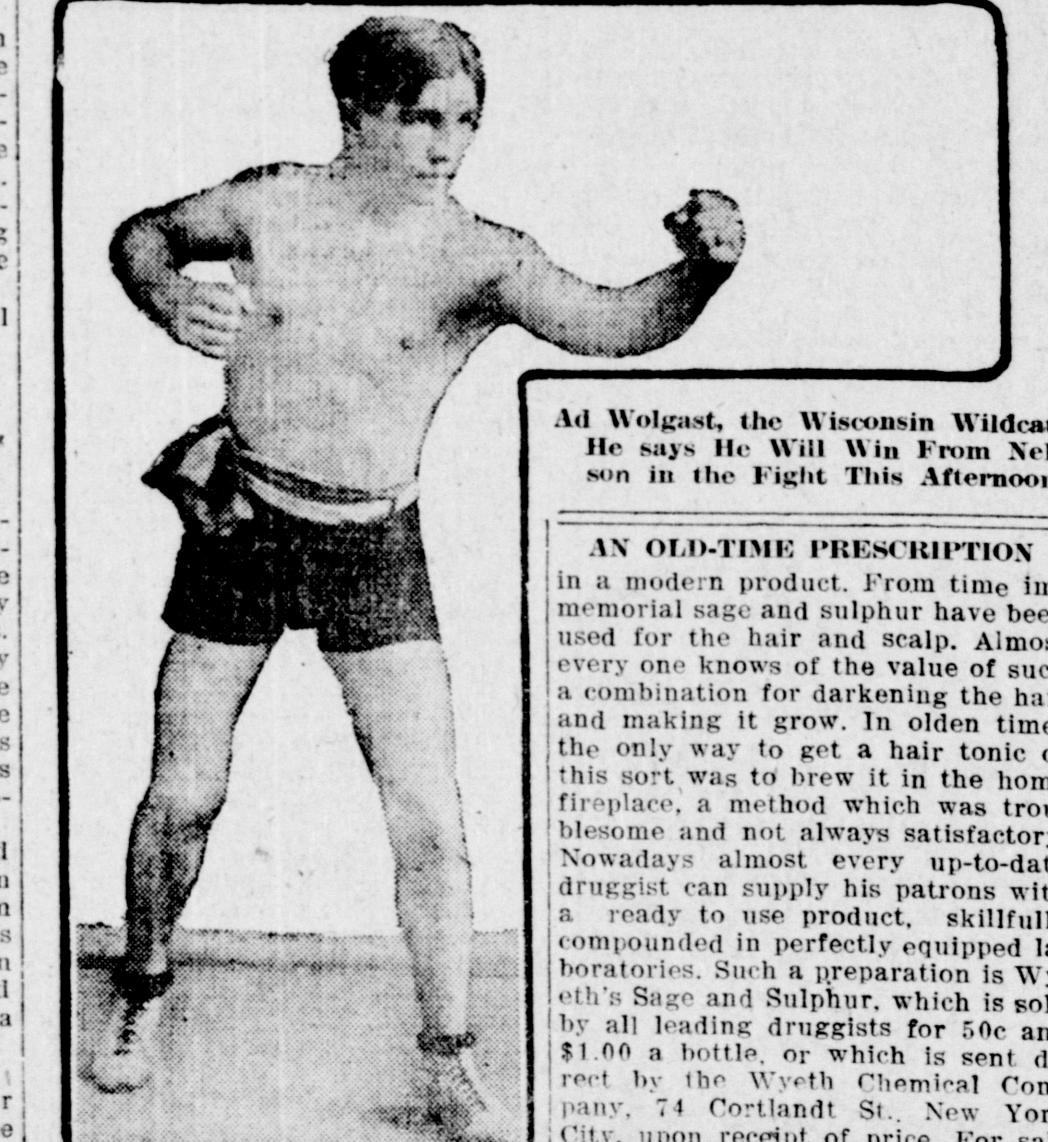 Ad Wolgast, the Wisconsin Wildca
He says He Will Win From Nel
son in the Fight This Afternoon
AN OLD-TIME PRESCRIPTION
in a modern product. From time im
memorial sage and sulphur have bee
used for the hair and scalp. Almos
every one knows of the value of suc
a combination for darkening the hai
and making it grow. In olden time
the only way to get a hair tonic o
this sort was to brew it in the hom
fireplace, a method which was trou
blesome and not always satisfactory
Nowadays almost every up-to-dat
druggist can supply his patrons wit
a ready to use product, skillfull
compounded in perfectly equipped la
boratories. Such a preparation is Wy
eth's Sage and Sulphur, which is sol
by all leading druggists for 50c an
$1.00 a bottle, or which is sent d
rect by the Wyeth Chemical Com
pany, 74 Cortlandt St., New Yor
City, upon receipt of price. For sa